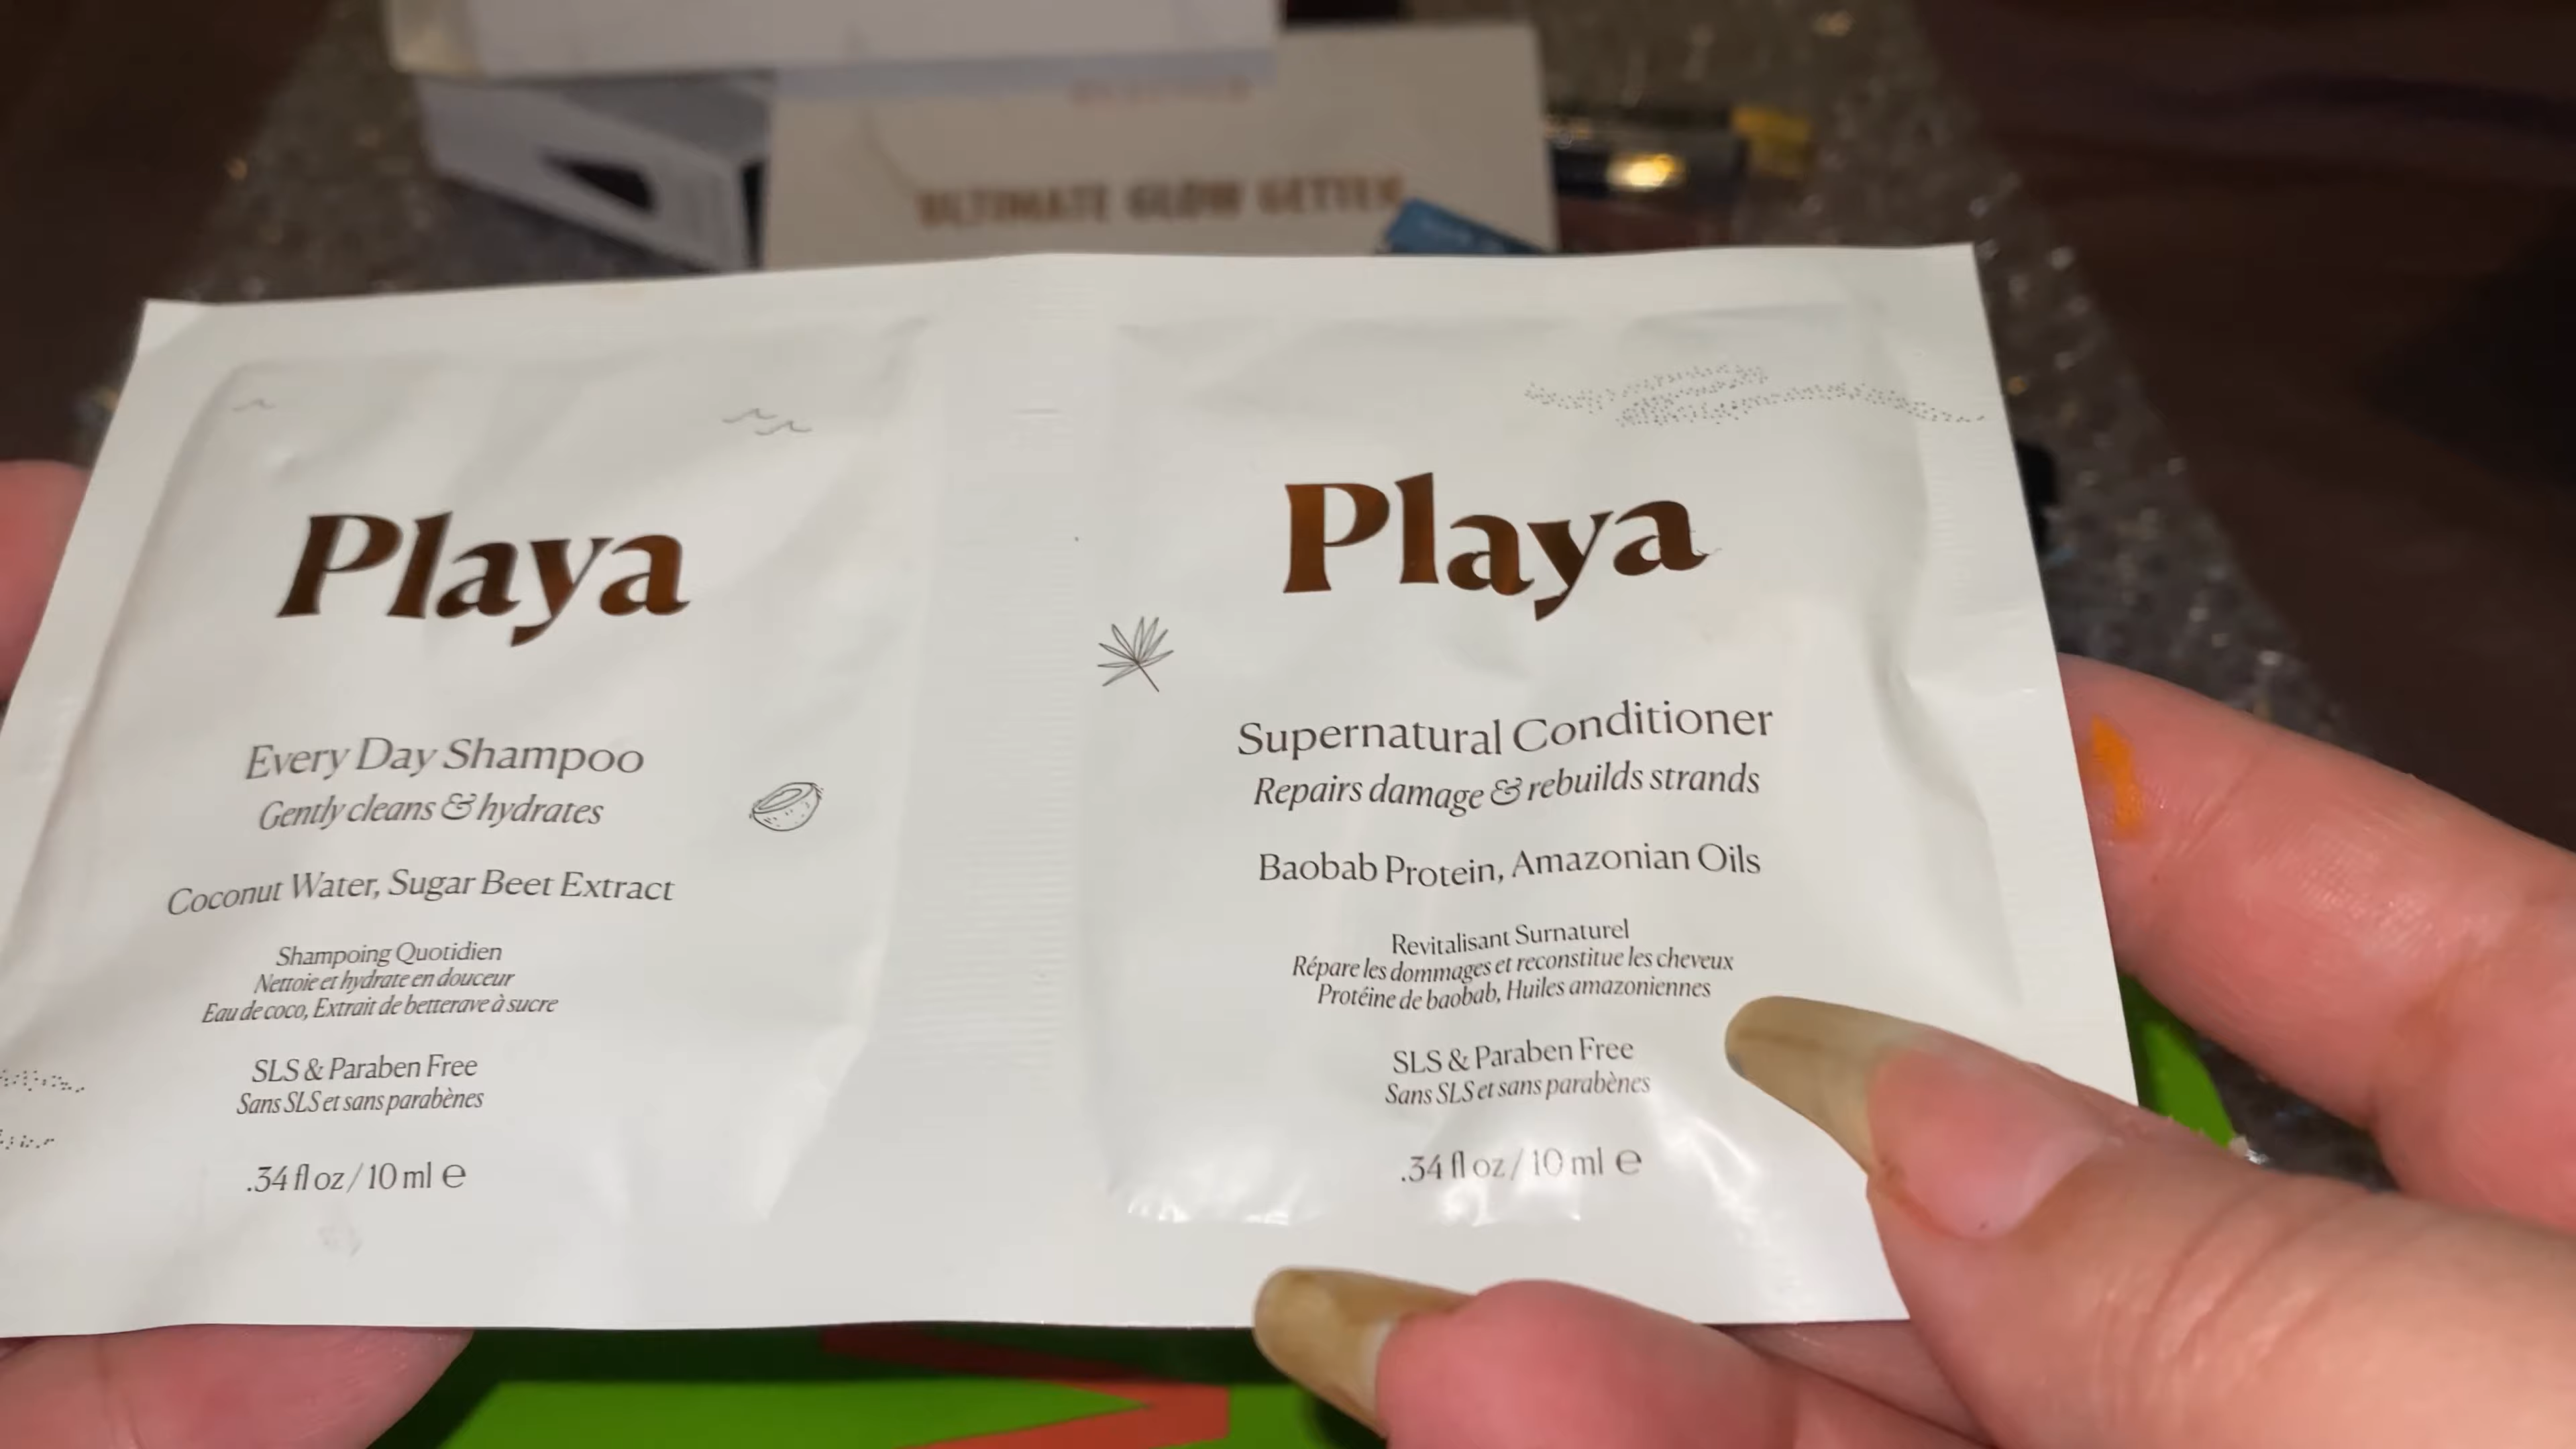 ULTIMATE GLOW GETTER
Playa
Every Day Shampoo
Gently cleans & hydrates
Coconut Water, Sugar Beet Extract
Shampoing Quotidien
Nettoie et hydrate en douceur
Eau de coco, Extrait de betterave à sucre
SLS & Paraben Free
Sans SLS et sans parabènes
.34 fl oz / 10 ml ℮
Playa
Supernatural Conditioner
Repairs damage & rebuilds strands
Baobab Protein, Amazonian Oils
Revitalisant Surnaturel
Répare les dommages et reconstitue les cheveux
Protéine de baobab, Huiles amazoniennes
SLS & Paraben Free
Sans SLS et sans parabènes
.34 fl oz / 10 ml ℮